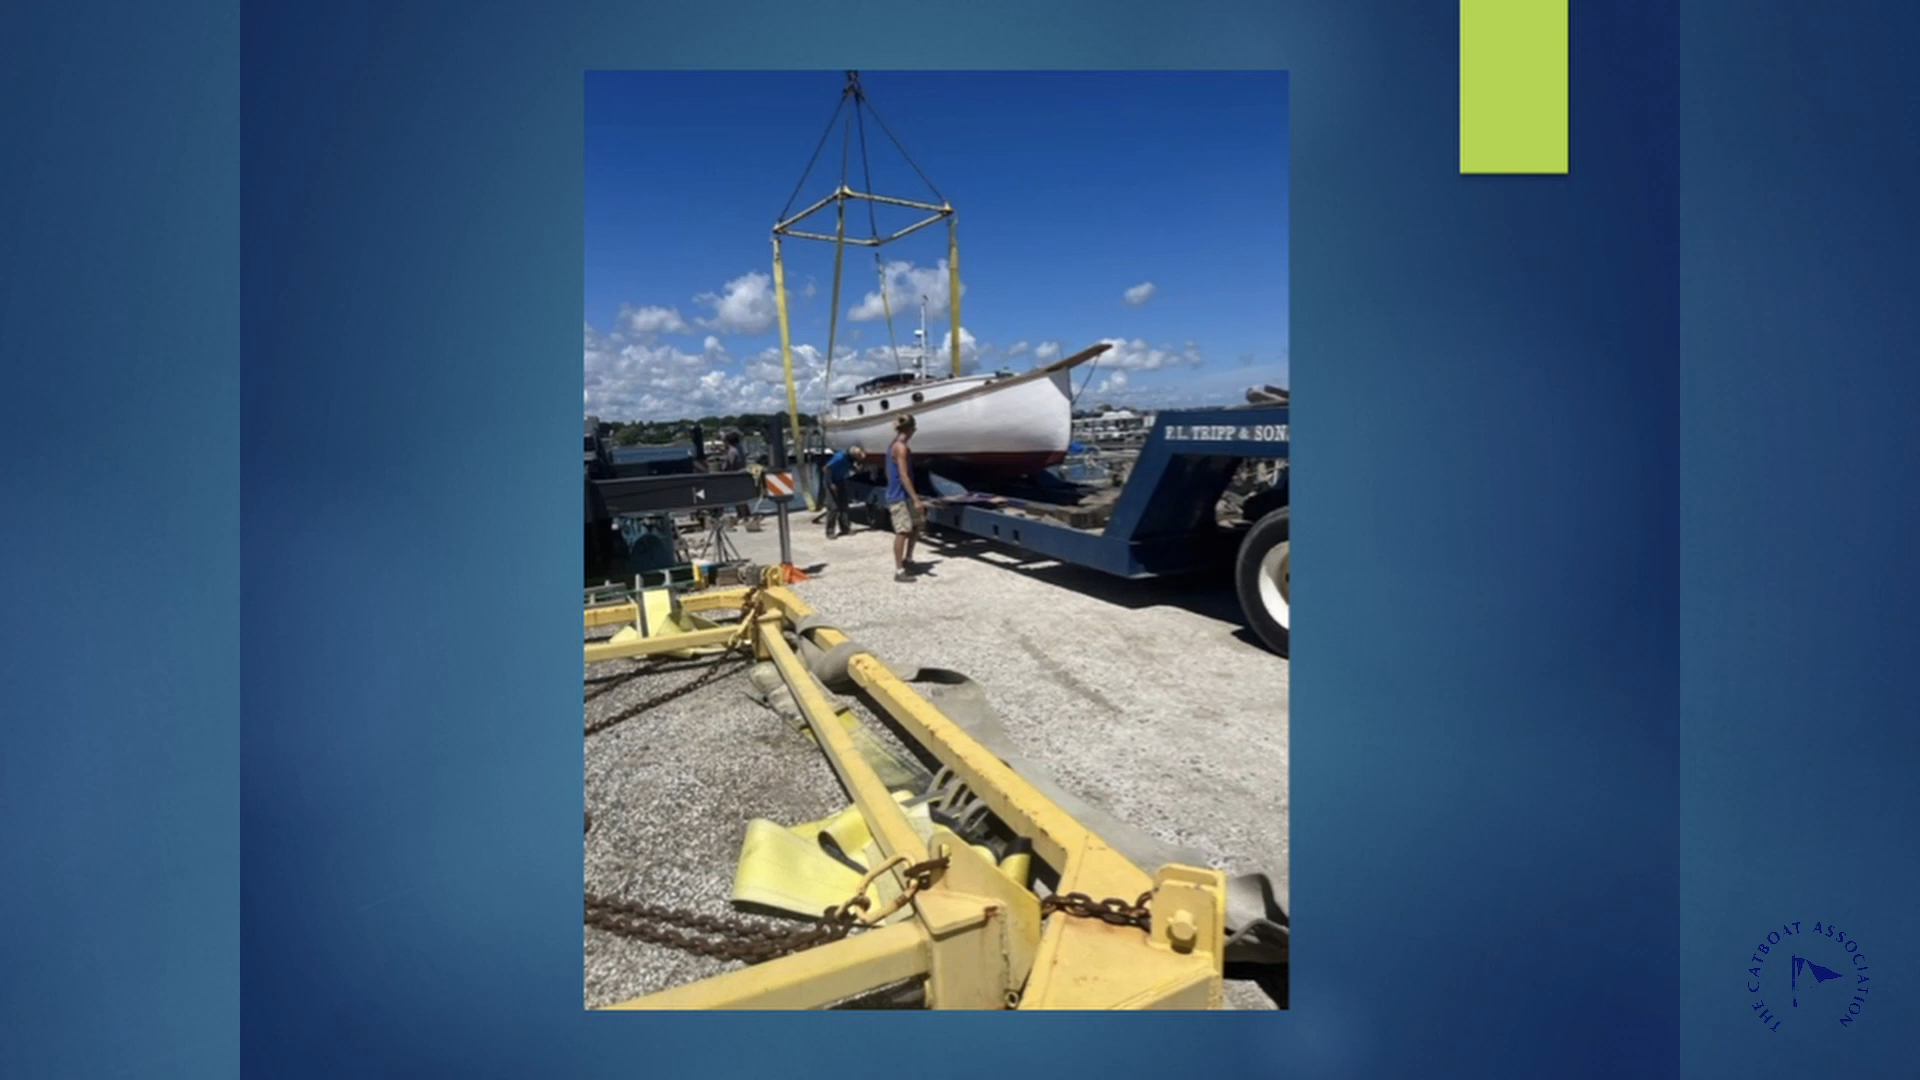 F.L. TRIPP & SON
THE CATBOAT ASSOCIATION